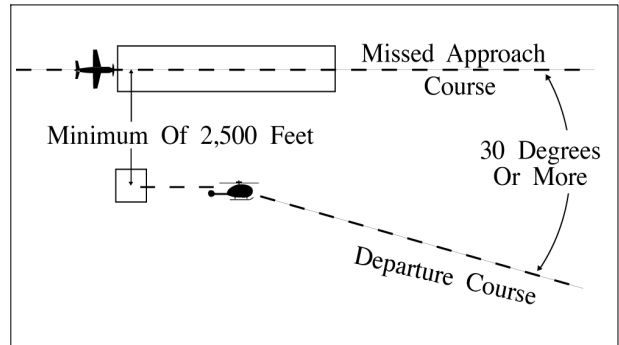 Missed Approach
Course
Minimum Of 2,500 Feet
30 Degrees
Or More
Departure Course